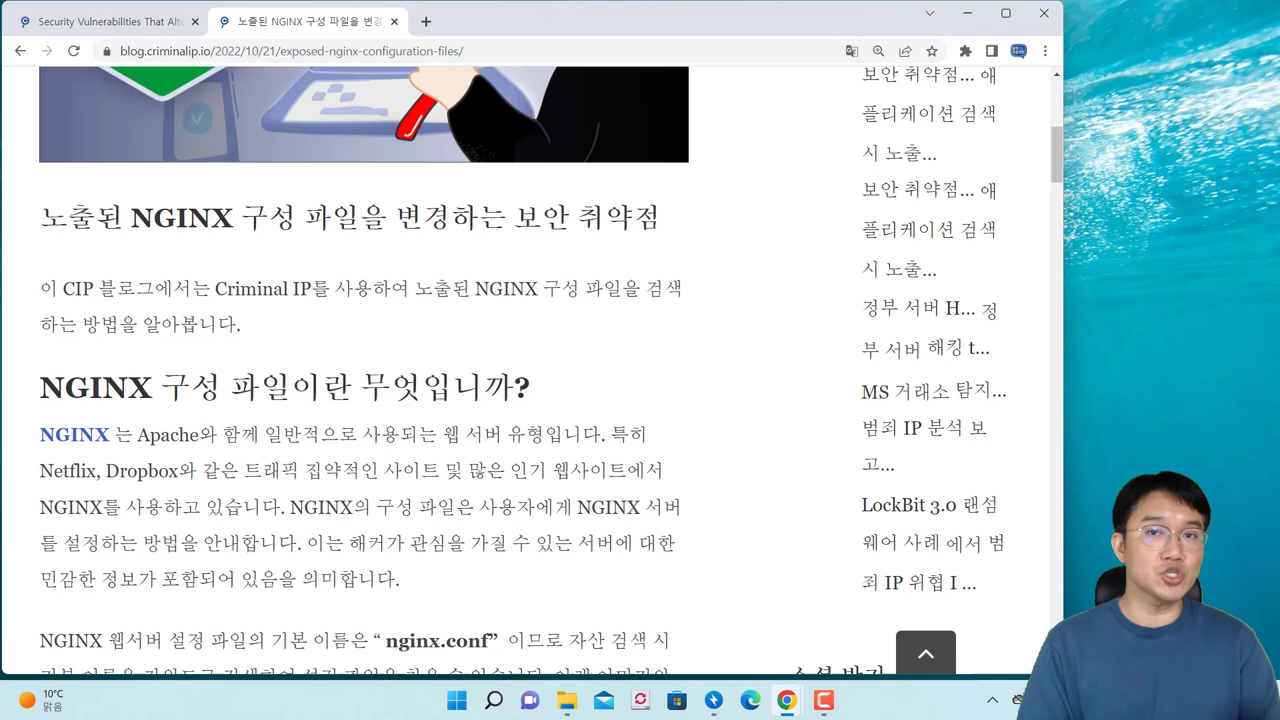 Security Vulnerabilities That Alte
노출된 NGINX 구성 파일을 변경
blog.criminalip.io/2022/10/21/exposed-nginx-configuration-files/
노출된 NGINX 구성 파일을 변경하는 보안 취약점
이 CIP 블로그에서는 Criminal IP를 사용하여 노출된 NGINX 구성 파일을 검색
하는 방법을 알아봅니다.
NGINX 구성 파일이란 무엇입니까?
NGINX 는 Apache와 함께 일반적으로 사용되는 웹 서버 유형입니다. 특히
Netflix, Dropbox와 같은 트래픽 집약적인 사이트 및 많은 인기 웹사이트에서
NGINX를 사용하고 있습니다. NGINX의 구성 파일은 사용자에게 NGINX 서버
를 설정하는 방법을 안내합니다. 이는 해커가 관심을 가질 수 있는 서버에 대한
민감한 정보가 포함되어 있음을 의미합니다.
NGINX 웹서버 설정 파일의 기본 이름은 “ nginx.conf” 이므로 자산 검색 시
보안 취약점... 애
플리케이션 검색
시 노출...
보안 취약점... 애
플리케이션 검색
시 노출...
정부 서버 H... 정
부 서버 해킹 t...
MS 거래소 탐지...
범죄 IP 분석 보
고...
LockBit 3.0 랜섬
웨어 사례 에서 범
죄 IP 위협 I ...
10°C
맑음